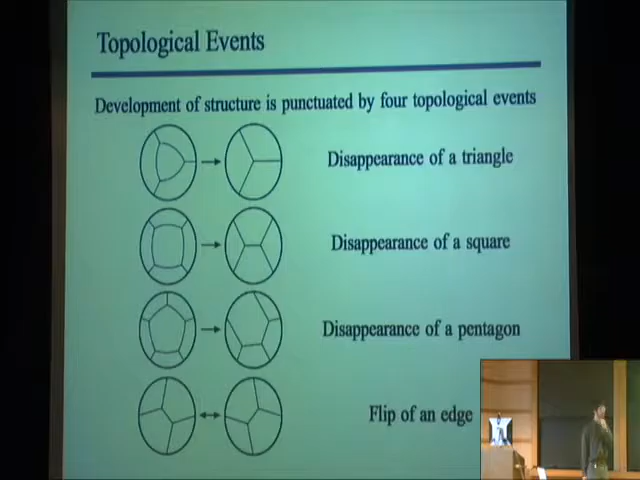 Topological Events
Development of structure is punctuated by four topological events
Disappearance of a triangle
Disappearance of a square
Disappearance of a pentagon
Flip of an edge